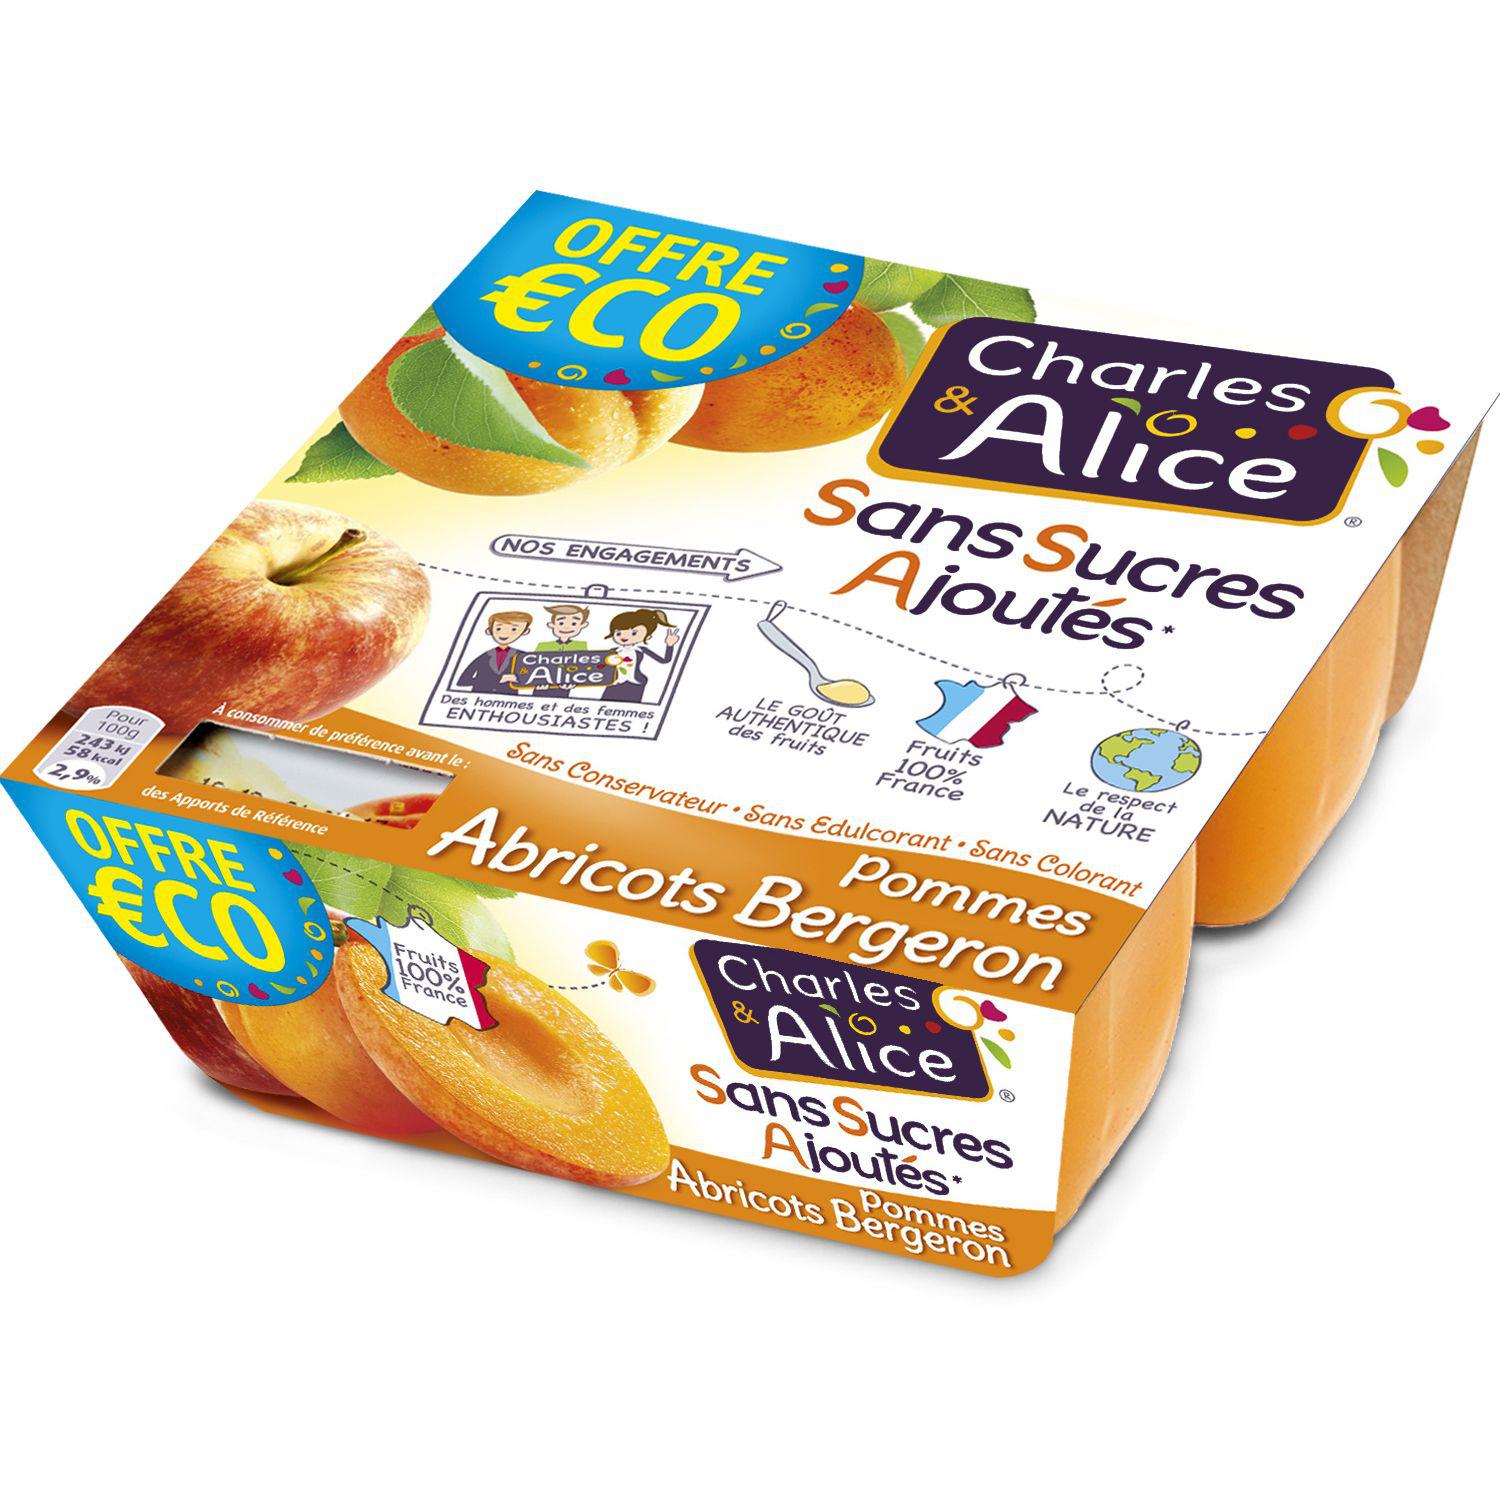 OFFRE
€CO
Charles
& Alice
®
Sans Sucres
Ajoutés*
NOS ENGAGEMENTS
Charles
& Alice
Des hommes et des femmes
ENTHOUSIASTES !
LE GOÛT
AUTHENTIQUE
des fruits
Fruits
100%
France
Le respect
de la
NATURE
Pour
100g
243 kJ
58 kcal
2,9%
des Apports de Référence
À consommer de préférence avant le :
Sans Conservateur • Sans Edulcorant • Sans Colorant
Pommes
Abricots Bergeron
OFFRE
€CO
Fruits
100%
France
Charles
& Alice
®
Sans Sucres
Ajoutés*
Pommes
Abricots Bergeron